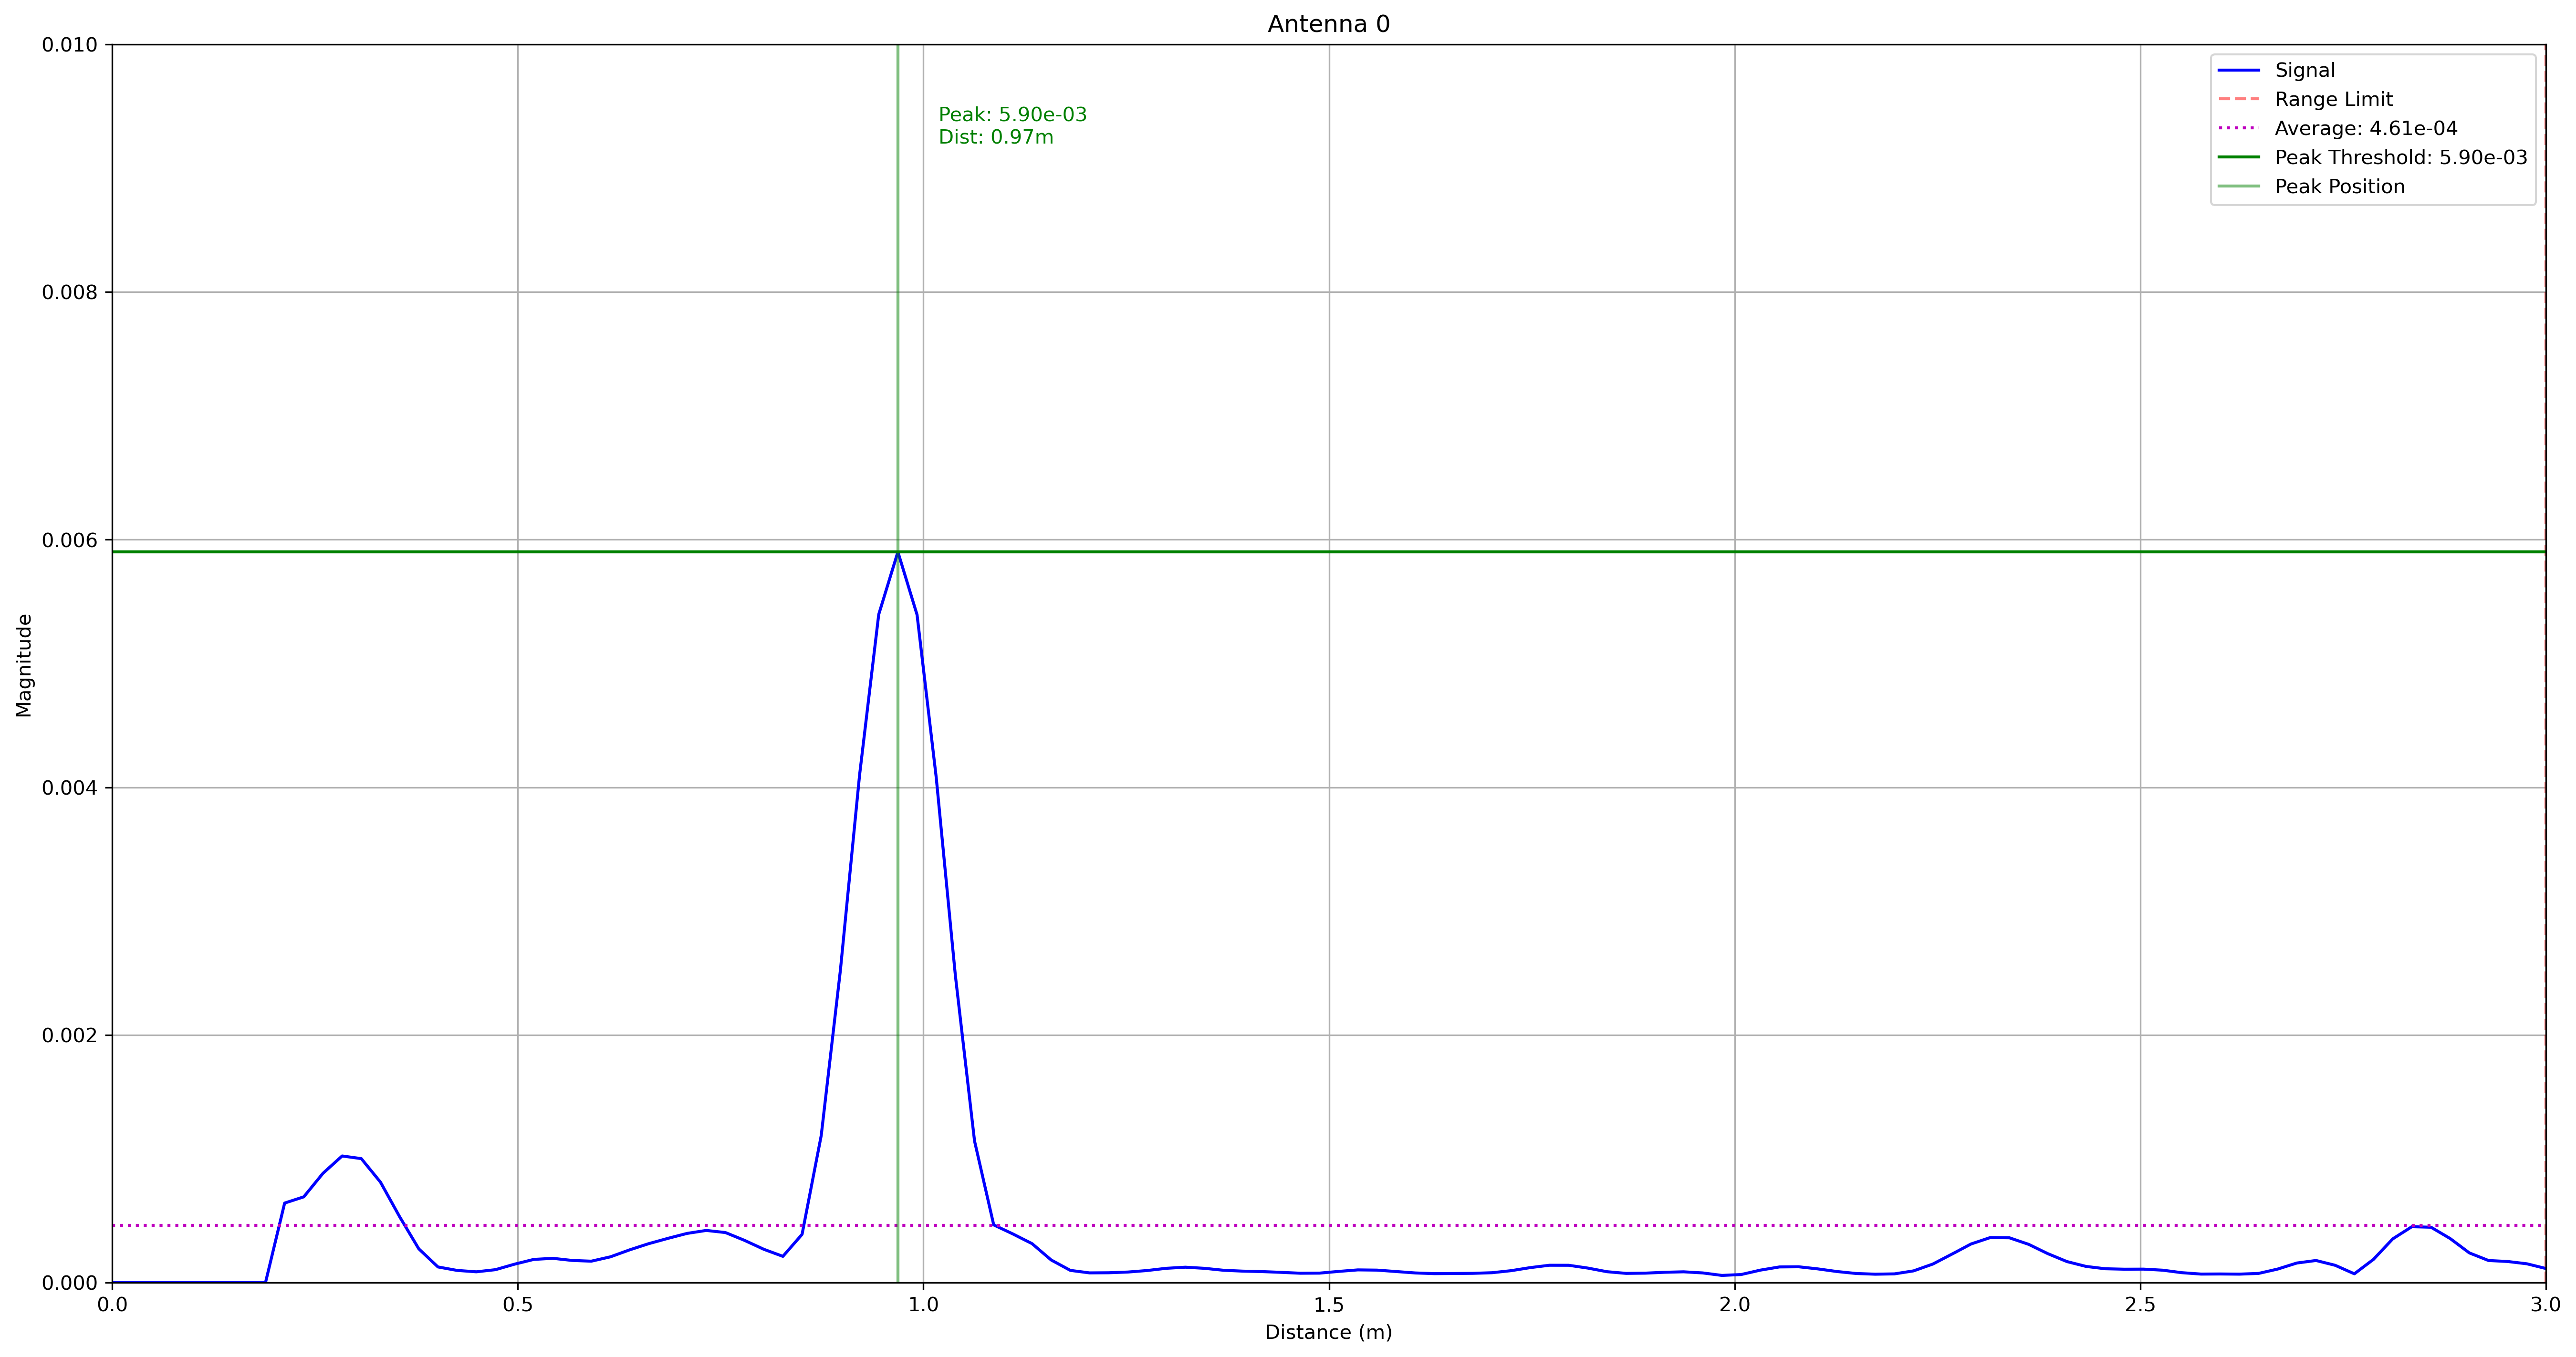 Antenna 0
0.010
0.008
0.006
0.004
0.002
0.000
Magnitude
Peak: 5.90e-03
Dist: 0.97m
Signal
Range Limit
Average: 4.61e-04
Peak Threshold: 5.90e-03
Peak Position
0.0 0.5 1.0 1.5 2.0 2.5 3.0
Distance (m)